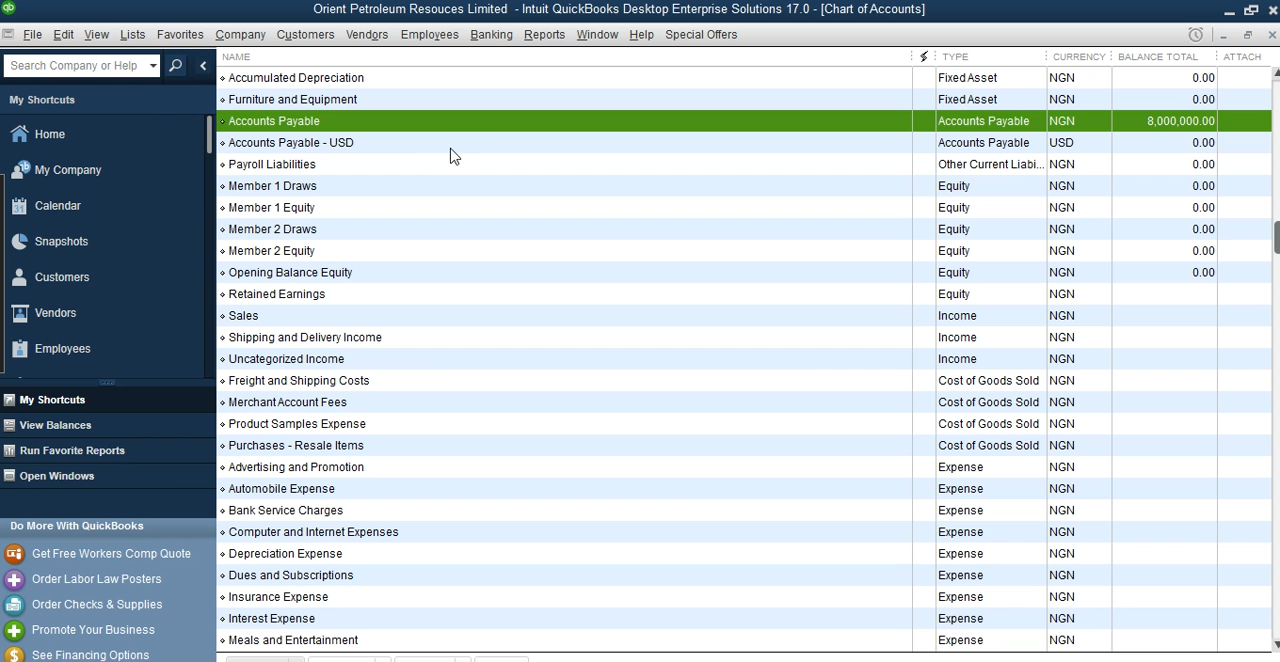 Orient Petroleum Resouces Limited - Intuit QuickBooks Desktop Enterprise Solutions 17.0 - [Chart of Accounts]
File Edit View Lists Favorites Company Customers Vendors Employees Banking Reports Window Help Special Offers
Search Company or Help
My Shortcuts
Home
My Company
Calendar
Snapshots
Customers
Vendors
Employees
My Shortcuts
View Balances
Run Favorite Reports
Open Windows
Do More With QuickBooks
Get Free Workers Comp Quote
Order Labor Law Posters
Order Checks & Supplies
Promote Your Business
See Financing Options
NAME TYPE CURRENCY BALANCE TOTAL ATTACH
Accumulated Depreciation Fixed Asset NGN 0.00
Furniture and Equipment Fixed Asset NGN 0.00
Accounts Payable Accounts Payable NGN 8,000,000.00
Accounts Payable - USD Accounts Payable USD 0.00
Payroll Liabilities Other Current Liabi... NGN 0.00
Member 1 Draws Equity NGN 0.00
Member 1 Equity Equity NGN 0.00
Member 2 Draws Equity NGN 0.00
Member 2 Equity Equity NGN 0.00
Opening Balance Equity Equity NGN 0.00
Retained Earnings Equity NGN
Sales Income NGN
Shipping and Delivery Income Income NGN
Uncategorized Income Income NGN
Freight and Shipping Costs Cost of Goods Sold NGN
Merchant Account Fees Cost of Goods Sold NGN
Product Samples Expense Cost of Goods Sold NGN
Purchases - Resale Items Cost of Goods Sold NGN
Advertising and Promotion Expense NGN
Automobile Expense Expense NGN
Bank Service Charges Expense NGN
Computer and Internet Expenses Expense NGN
Depreciation Expense Expense NGN
Dues and Subscriptions Expense NGN
Insurance Expense Expense NGN
Interest Expense Expense NGN
Meals and Entertainment Expense NGN